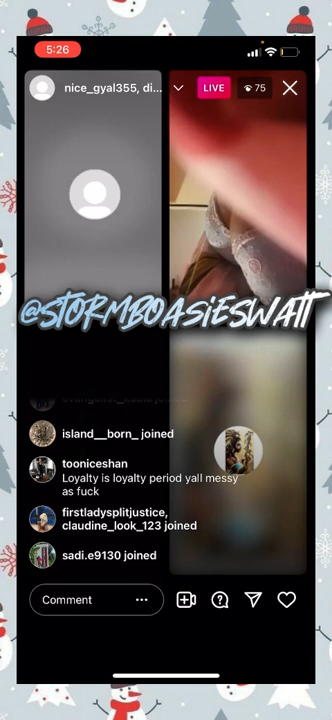 5:26
nice_gyal355, di...
LIVE
75
@STORMBOASIESWATT
island__born_ joined
tooniceshan
Loyalty is loyalty period yall messy
as fuck
firstladysplitjustice,
claudine_look_123 joined
sadi.e9130 joined
Comment